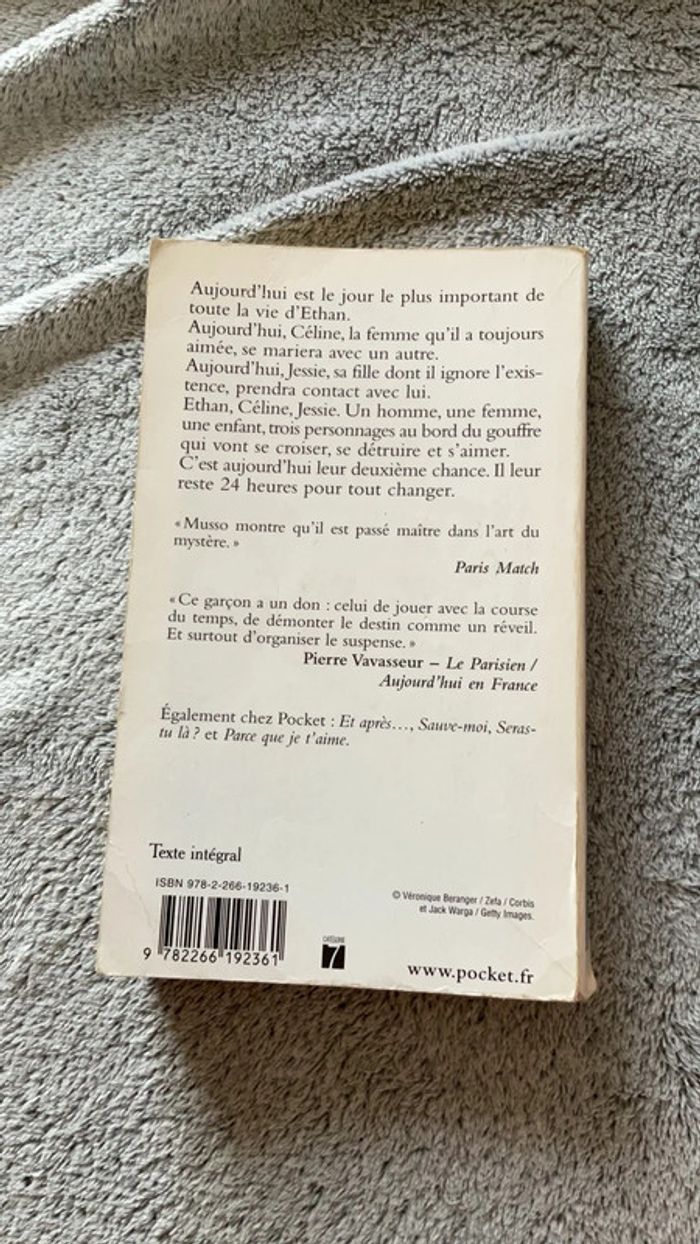 Aujourd'hui est le jour le plus important de
toute la vie d'Ethan.
Aujourd'hui, Céline, la femme qu'il a toujours
aimée, se mariera avec un autre.
Aujourd'hui, Jessie, sa fille dont il ignore l'exis-
tence, prendra contact avec lui.
Ethan, Céline, Jessie. Un homme, une femme,
une enfant, trois personnages au bord du gouffre
qui vont se croiser, se détruire et s'aimer.
C'est aujourd'hui leur deuxième chance. Il leur
reste 24 heures pour tout changer.
« Musso montre qu'il est passé maître dans l'art du
mystère. »
Paris Match
« Ce garçon a un don : celui de jouer avec la course
du temps, de démonter le destin comme un réveil.
Et surtout d'organiser le suspense. »
Pierre Vavasseur – Le Parisien /
Aujourd'hui en France
Également chez Pocket : Et après…, Sauve-moi, Seras-
tu là ? et Parce que je t'aime.
Texte intégral
ISBN 978-2-266-19236-1
© Véronique Beranger / Zefa / Corbis
et Jack Warga / Getty Images.
9 782266 192361
CATÉGORIE
7
www.pocket.fr